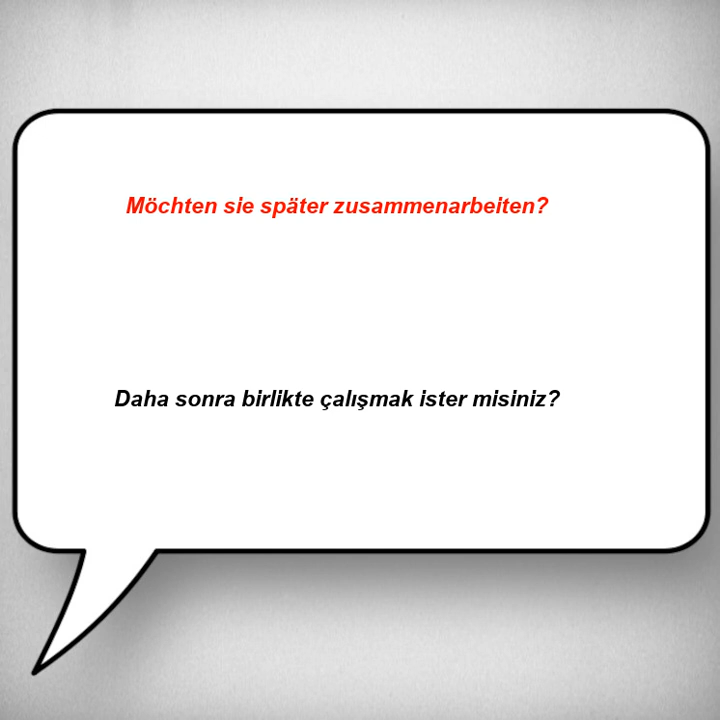 Möchten sie später zusammenarbeiten?
Daha sonra birlikte çalışmak ister misiniz?